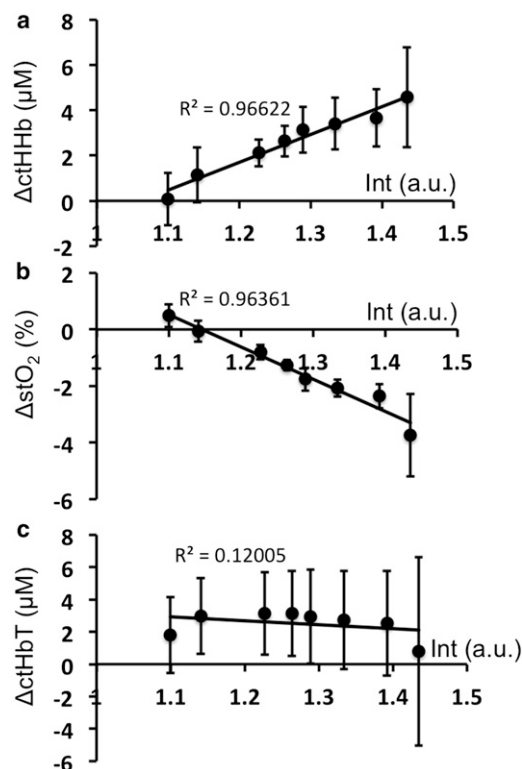 a
ΔctHHb (μM)
8
6
4
2
0
-2
R² = 0.96622
Int (a.u.)
1 1.1 1.2 1.3 1.4 1.5
b
ΔstO₂ (%)
2
0
-2
-4
-6
R² = 0.96361
Int (a.u.)
1 1.1 1.2 1.3 1.4 1.5
c
ΔctHbT (μM)
8
6
4
2
0
-2
-4
-6
R² = 0.12005
Int (a.u.)
1 1.1 1.2 1.3 1.4 1.5